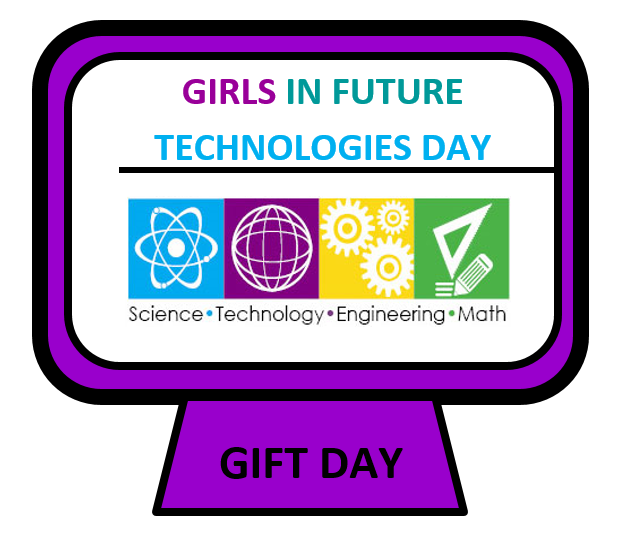 GIRLS IN FUTURE
TECHNOLOGIES DAY
Science•Technology•Engineering•Math
GIFT DAY